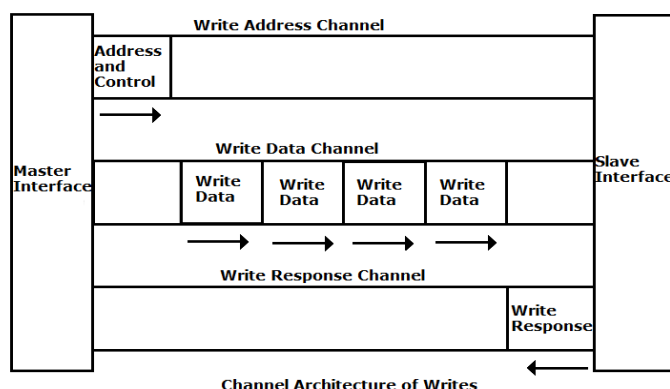 Write Address Channel
Address
and
Control
Write Data Channel
Master
Interface
Write
Data
Write
Data
Write
Data
Write
Data
Slave
Interface
Write Response Channel
Write
Response
Channel Architecture of Writes